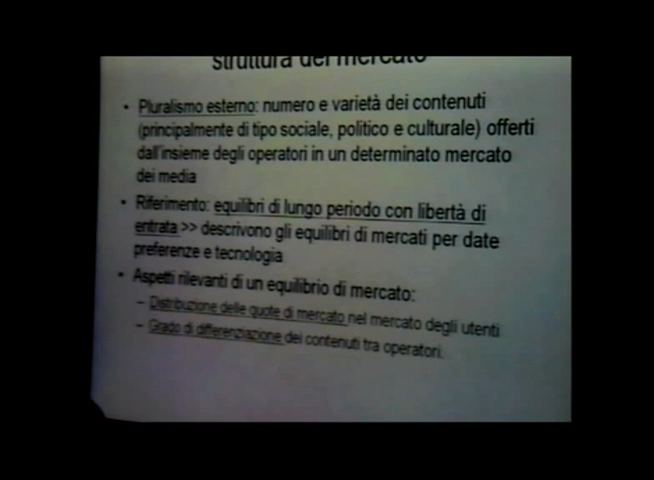 struttura del mercato
• Pluralismo esterno: numero e varietà dei contenuti
(principalmente di tipo sociale, politico e culturale) offerti
dall'insieme degli operatori in un determinato mercato
dei media
• Riferimento: equilibri di lungo periodo con libertà di
entrata >> descrivono gli equilibri di mercati per date
preferenze e tecnologia
• Aspetti rilevanti di un equilibrio di mercato:
– Distribuzione delle quote di mercato nel mercato degli utenti
– Grado di differenziazione dei contenuti tra operatori.